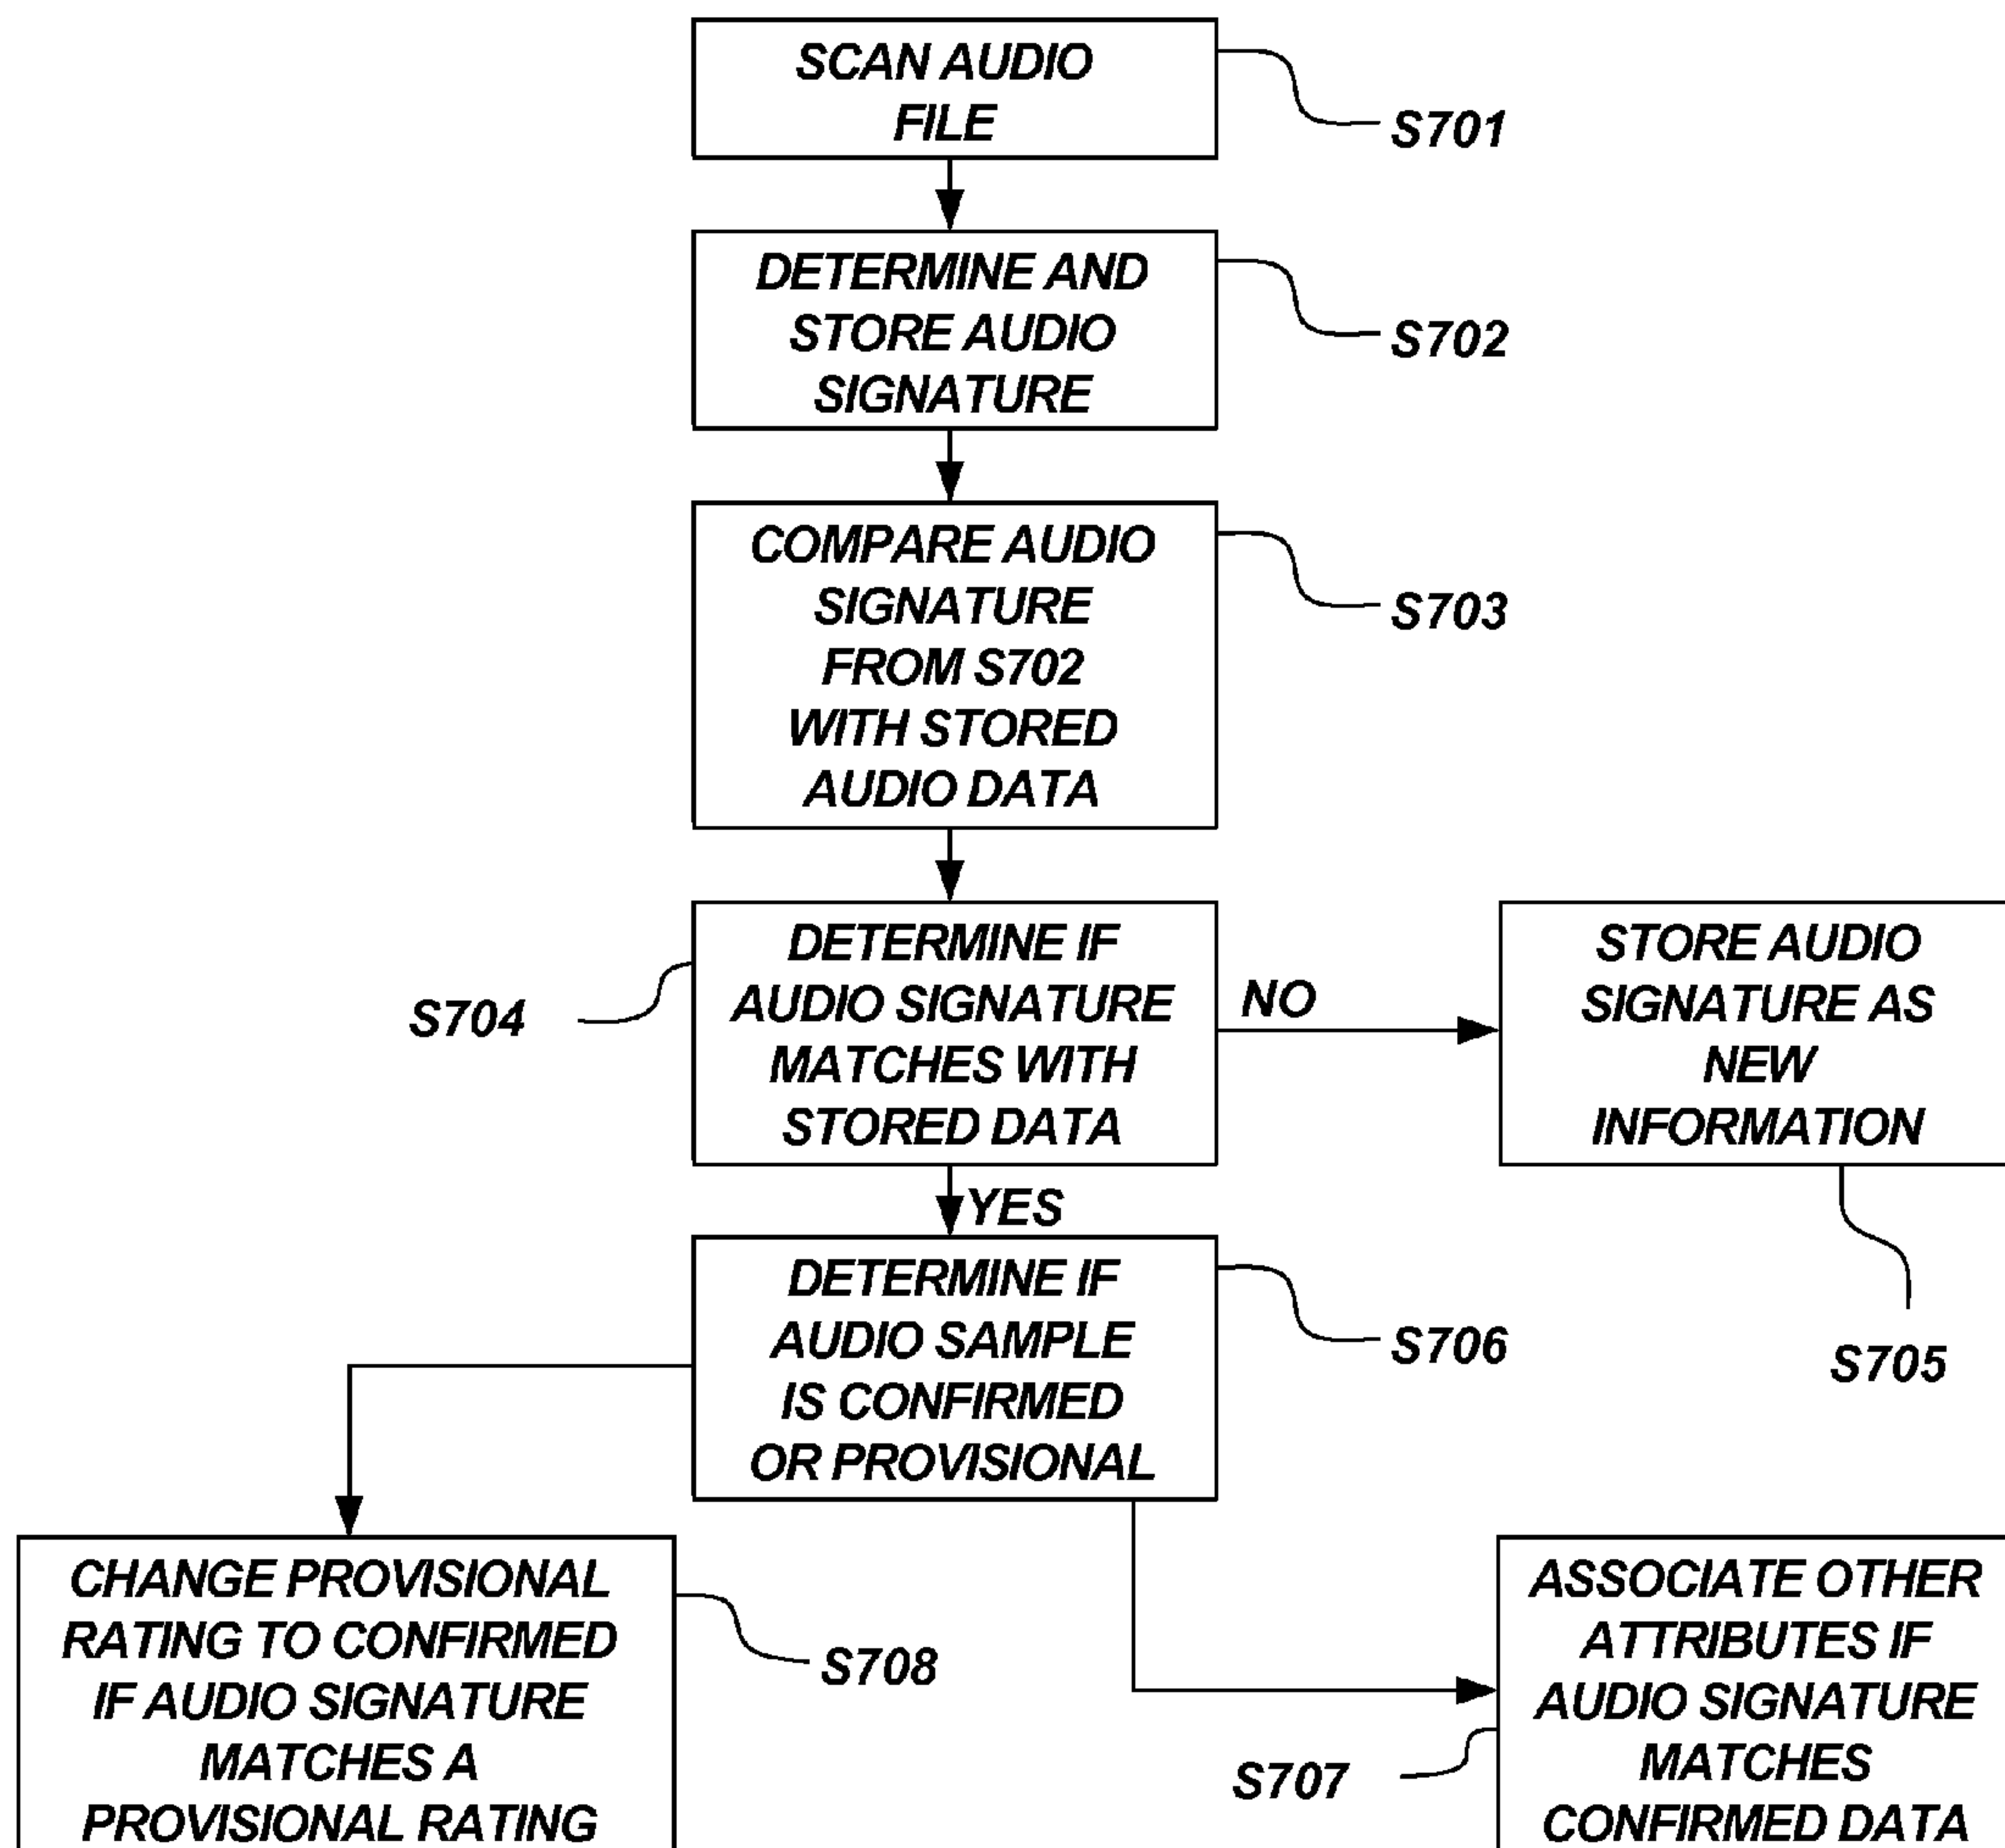 SCAN AUDIO
FILE
S701
DETERMINE AND
STORE AUDIO
SIGNATURE
S702
COMPARE AUDIO
SIGNATURE
FROM S702
WITH STORED
AUDIO DATA
S703
DETERMINE IF
AUDIO SIGNATURE
MATCHES WITH
STORED DATA
S704
NO
STORE AUDIO
SIGNATURE AS
NEW
INFORMATION
S705
YES
DETERMINE IF
AUDIO SAMPLE
IS CONFIRMED
OR PROVISIONAL
S706
CHANGE PROVISIONAL
RATING TO CONFIRMED
IF AUDIO SIGNATURE
MATCHES A
PROVISIONAL RATING
S708
ASSOCIATE OTHER
ATTRIBUTES IF
AUDIO SIGNATURE
MATCHES
CONFIRMED DATA
S707